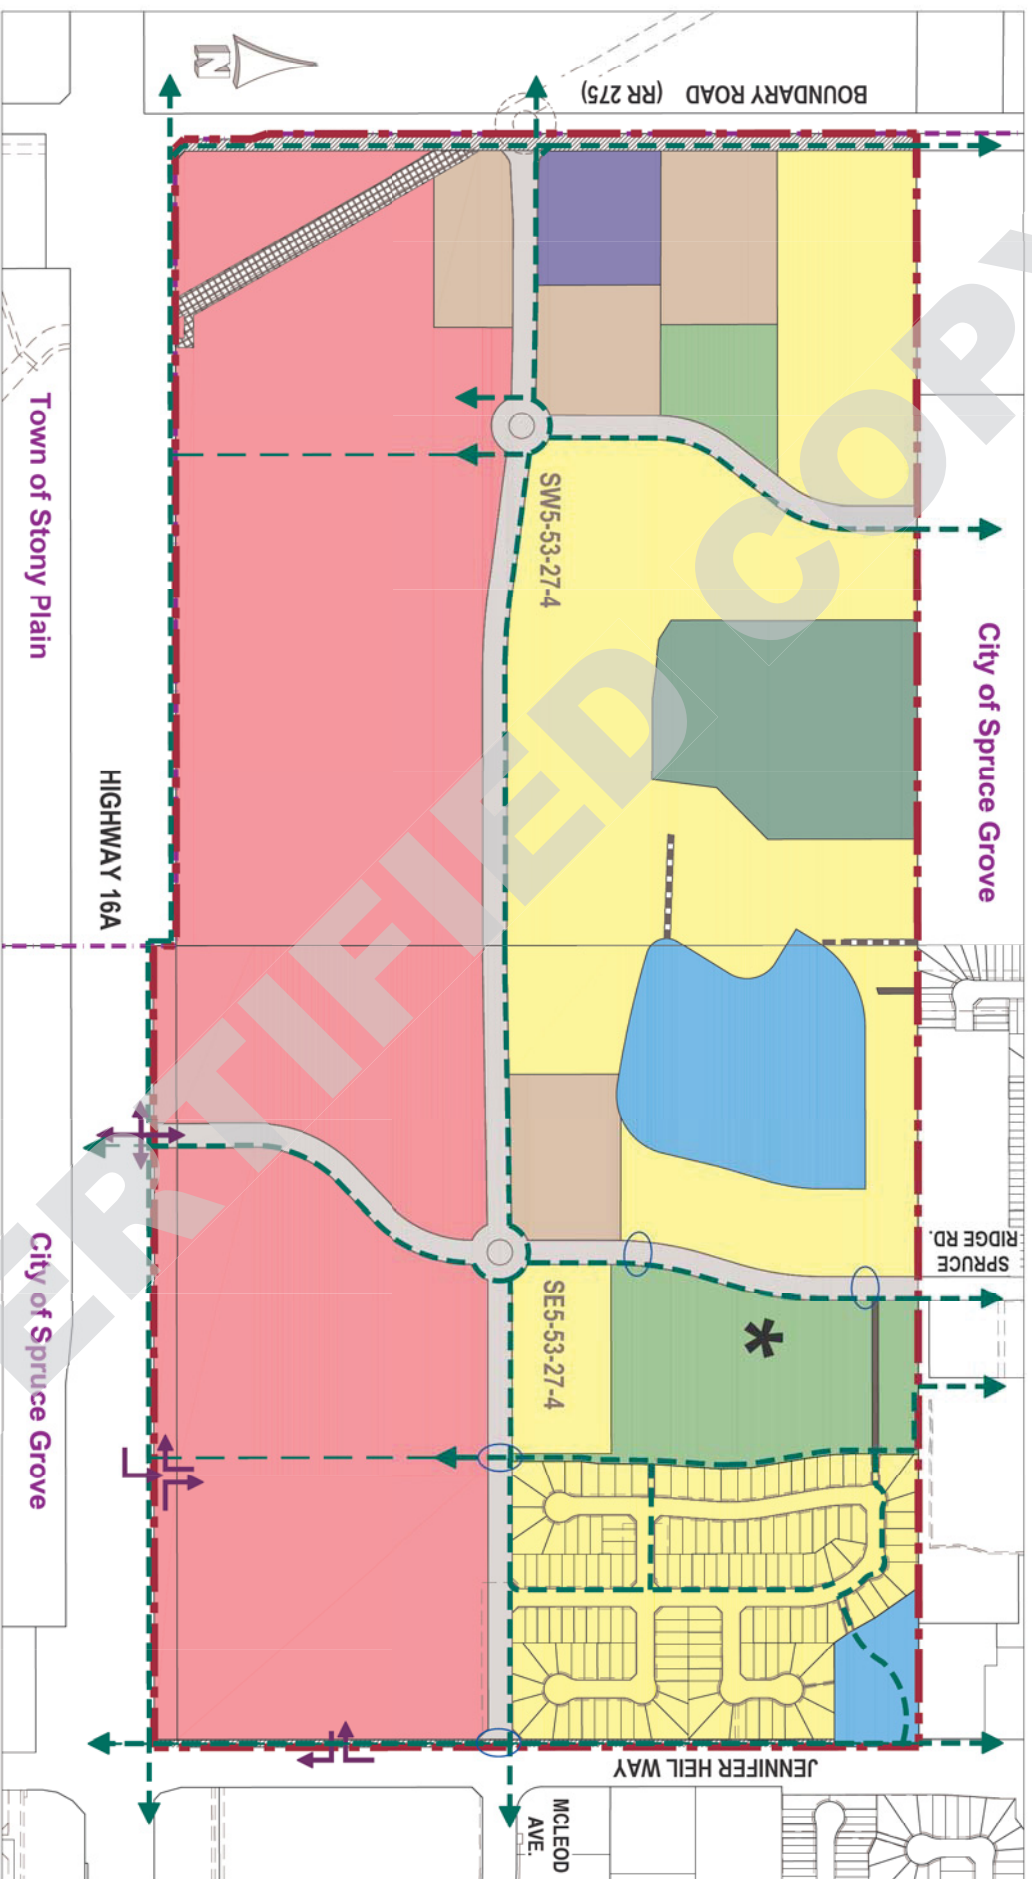 N
BOUNDARY ROAD (RR 275)
Town of Stony Plain
HIGHWAY 16A
City of Spruce Grove
SW5-53-27-4
SE5-53-27-4
*
City of Spruce Grove
SPRUCE
RIDGE RD.
JENNIFER HEIL WAY
MCLEOD
AVE.
ERTIFIED COPY